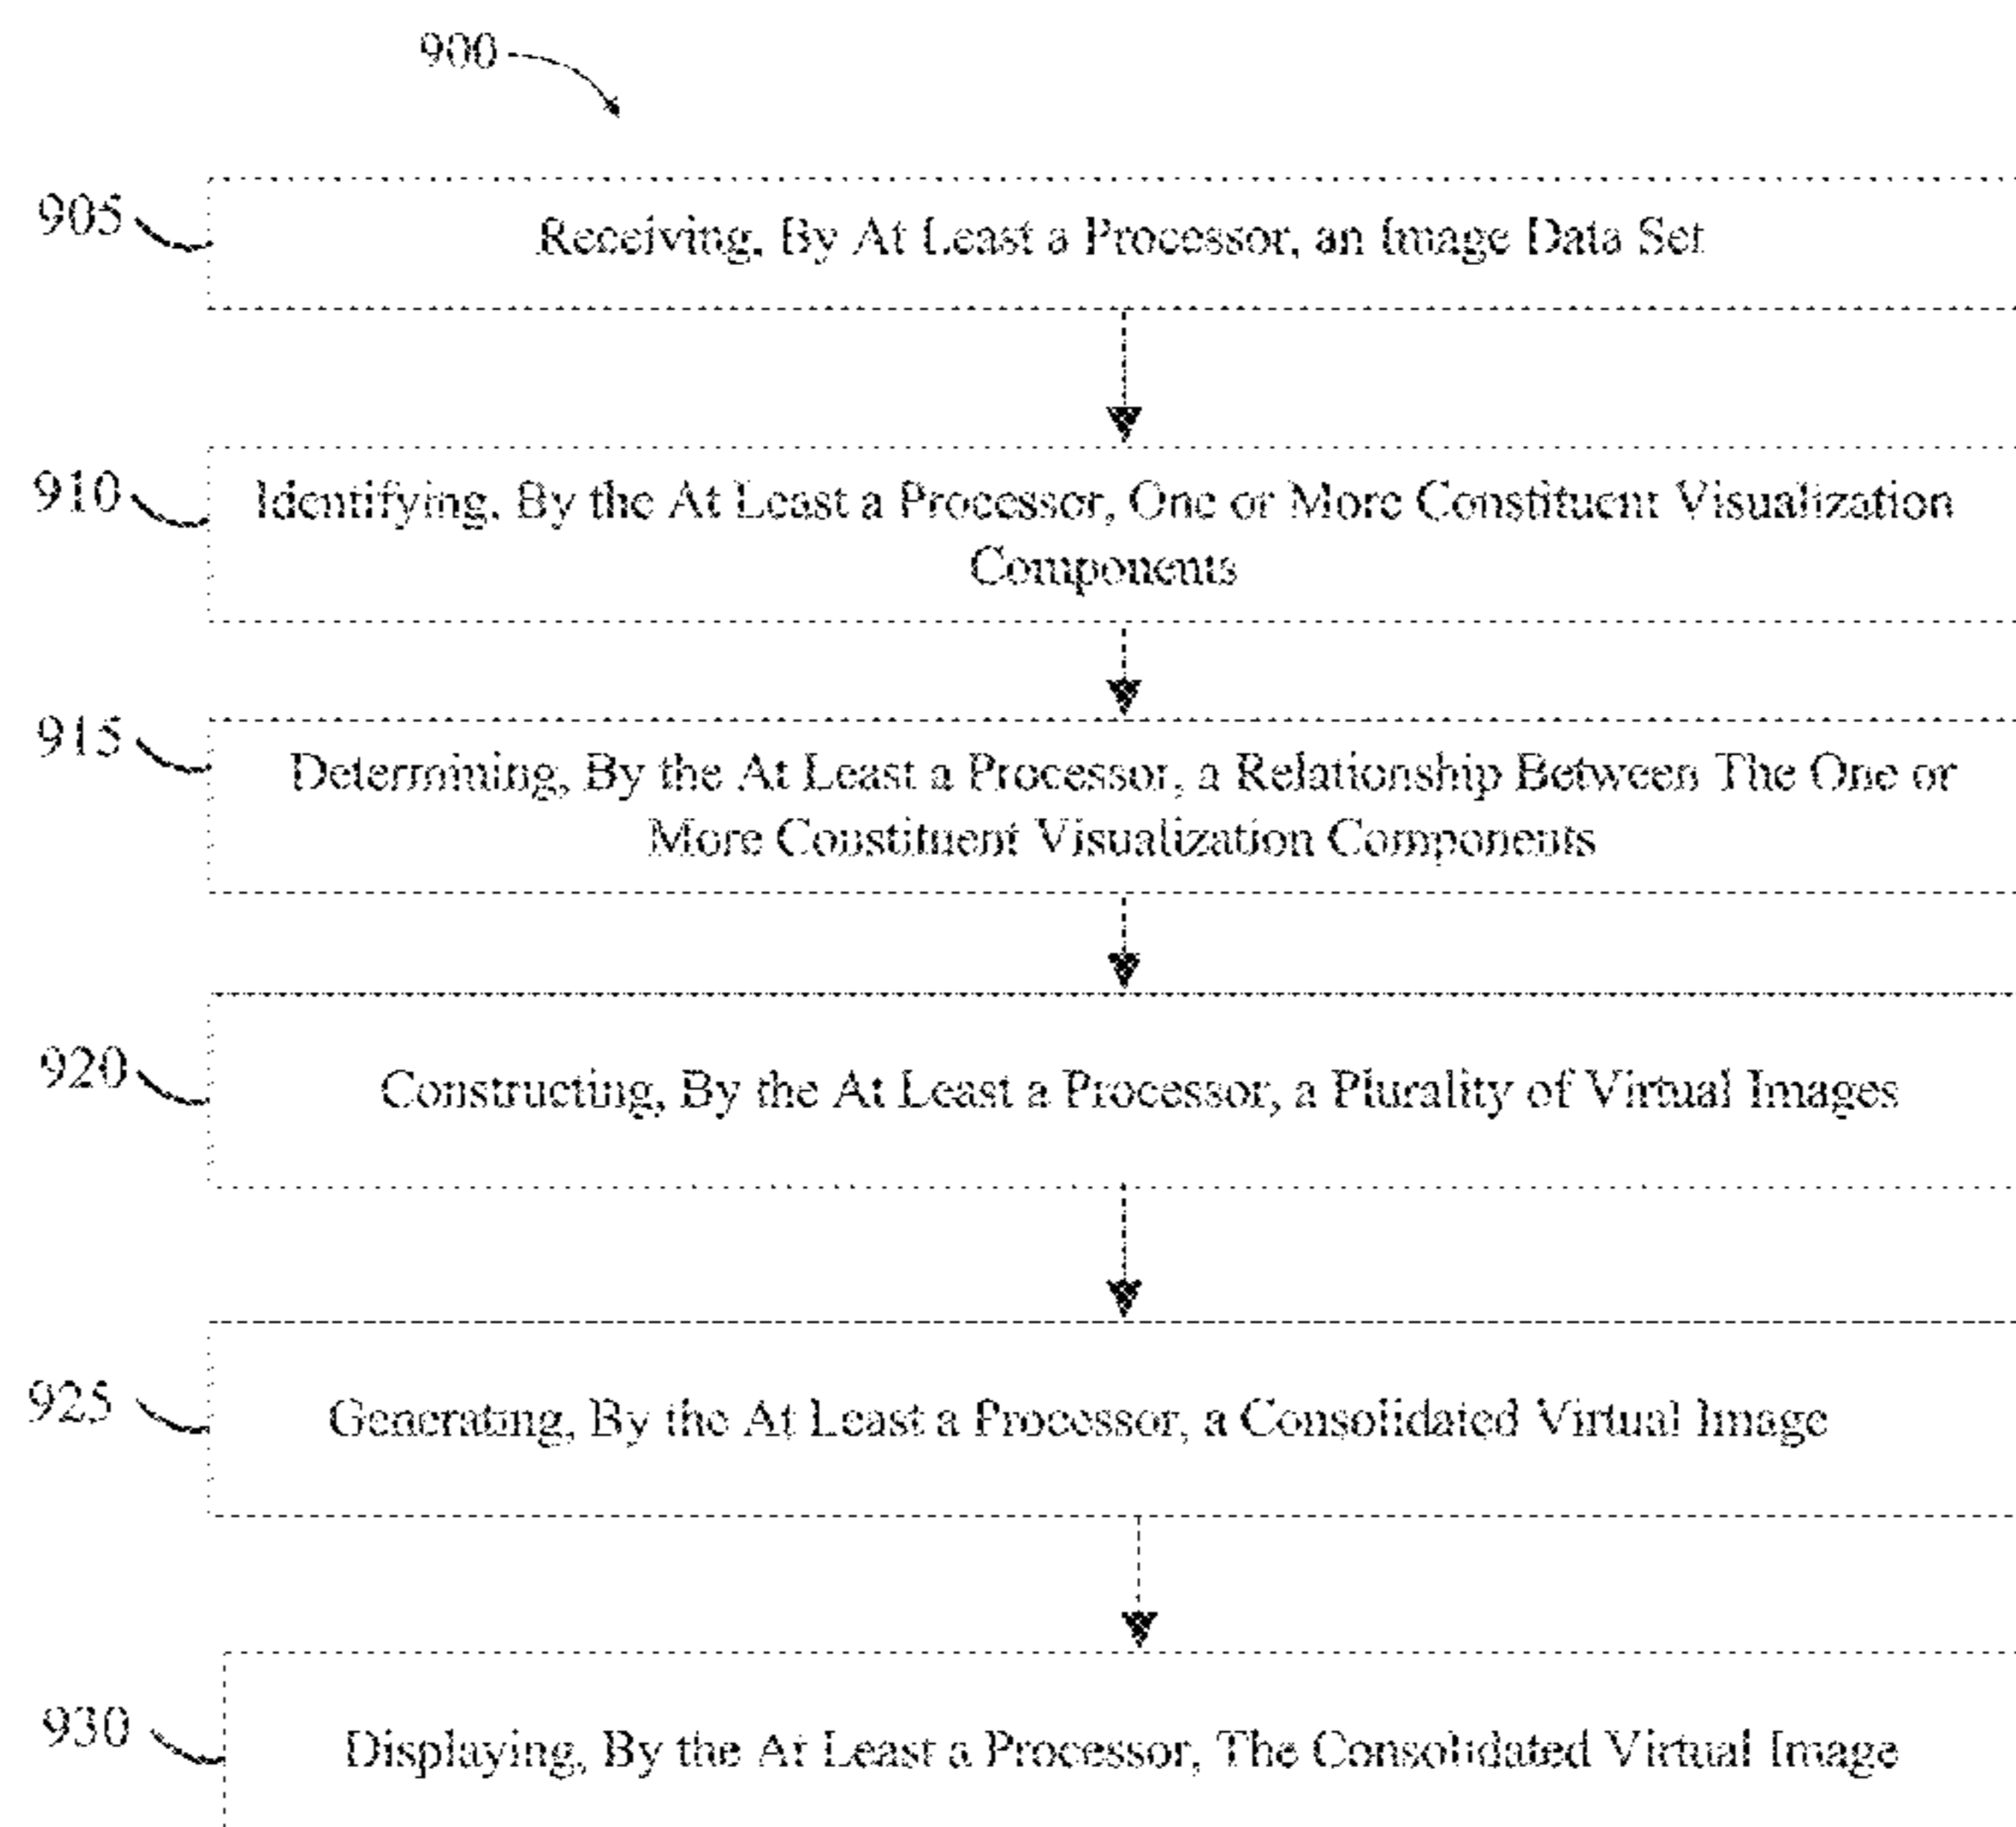 900
905
Receiving, By At Least a Processor, an Image Data Set
910
Identifying, By the At Least a Processor, One or More Constituent Visualization
Components
915
Determining, By the At Least a Processor, a Relationship Between The One or
More Constituent Visualization Components
920
Constructing, By the At Least a Processor, a Plurality of Virtual Images
925
Generating, By the At Least a Processor, a Consolidated Virtual Image
930
Displaying, By the At Least a Processor, The Consolidated Virtual Image